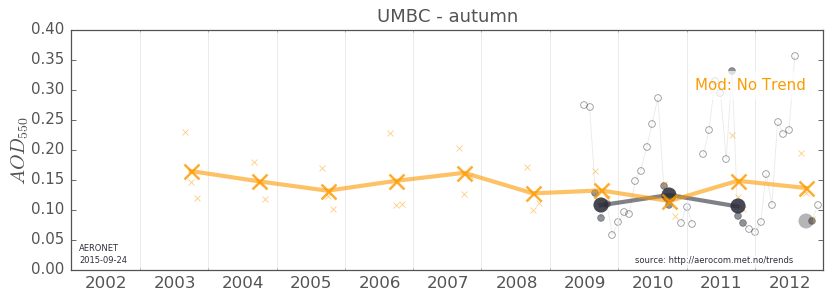 UMBC - autumn
0.40
0.35
0.30
0.25
0.20
0.15
0.10
0.05
0.00
AOD550
Mod: No Trend
AERONET
2015-09-24
source: http://aerocom.met.no/trends
2002 2003 2004 2005 2006 2007 2008 2009 2010 2011 2012